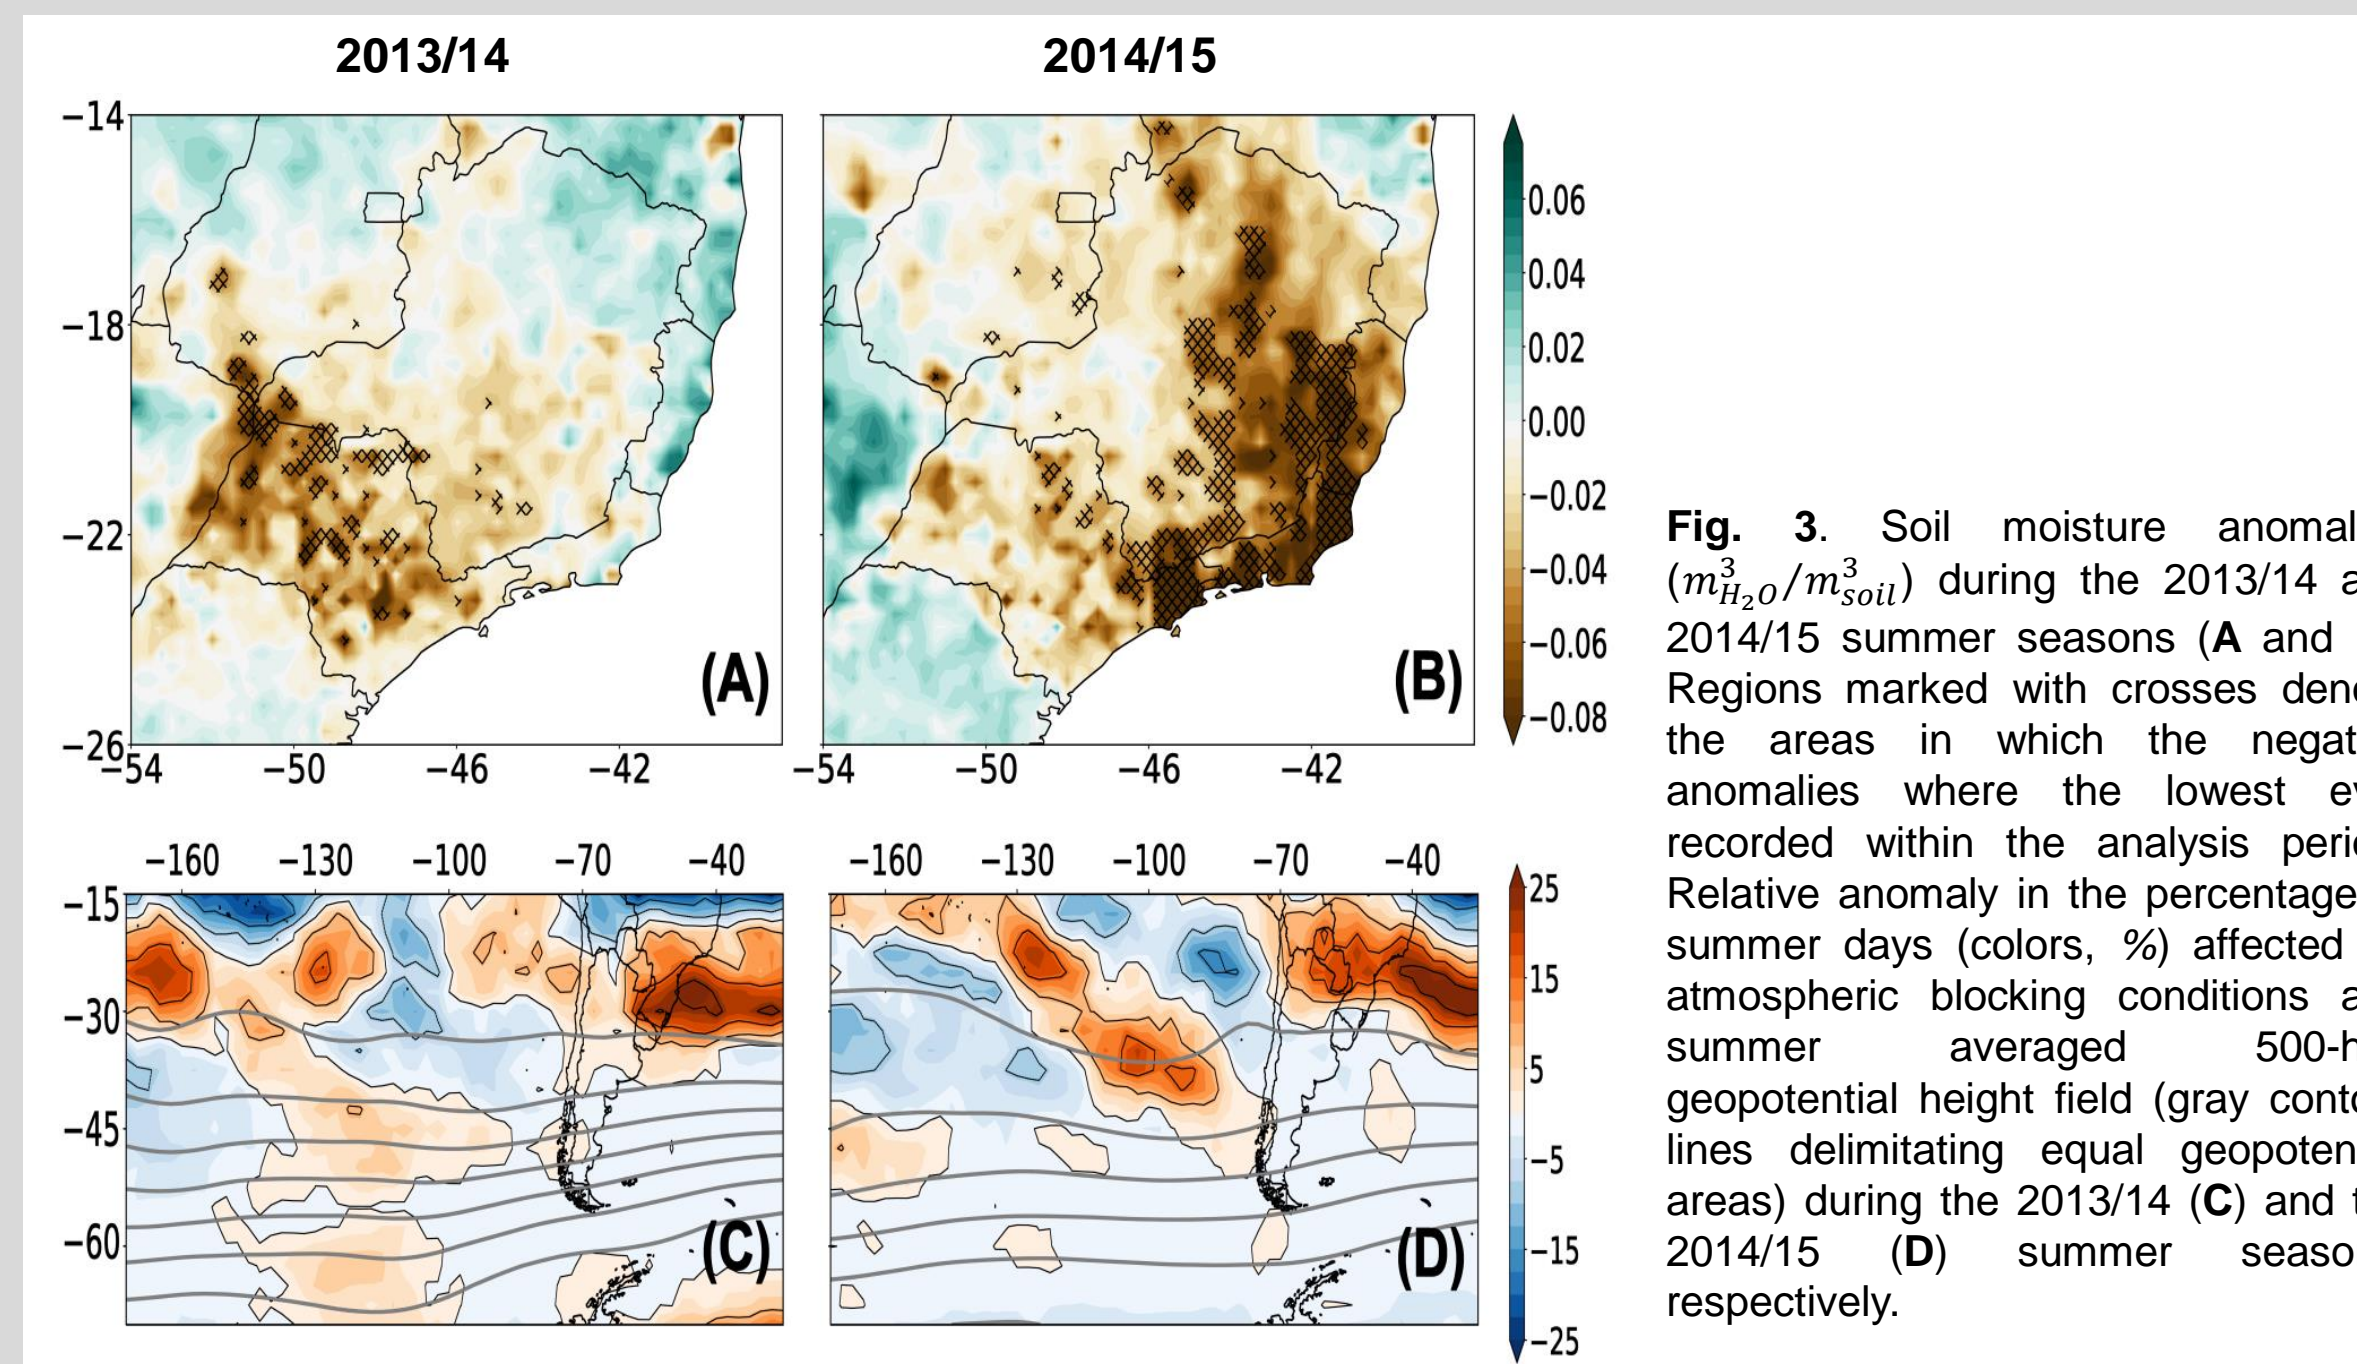 2013/14
2014/15
−14
−18
−22
−26
−54
−50
−46
−42
(A)
−54
−50
−46
−42
(B)
0.06
0.04
0.02
0.00
−0.02
−0.04
−0.06
−0.08
−160
−130
−100
−70
−40
−15
−30
−45
−60
(C)
−160
−130
−100
−70
−40
(D)
25
15
5
−5
−15
−25
Fig. 3. Soil moisture anomal
(m³H₂O/m³soil) during the 2013/14 a
2014/15 summer seasons (A and
Regions marked with crosses den
the areas in which the negat
anomalies where the lowest ev
recorded within the analysis peri
Relative anomaly in the percentage
summer days (colors, %) affected
atmospheric blocking conditions a
summer averaged 500-h
geopotential height field (gray conto
lines delimitating equal geopoten
areas) during the 2013/14 (C) and t
2014/15 (D) summer seaso
respectively.